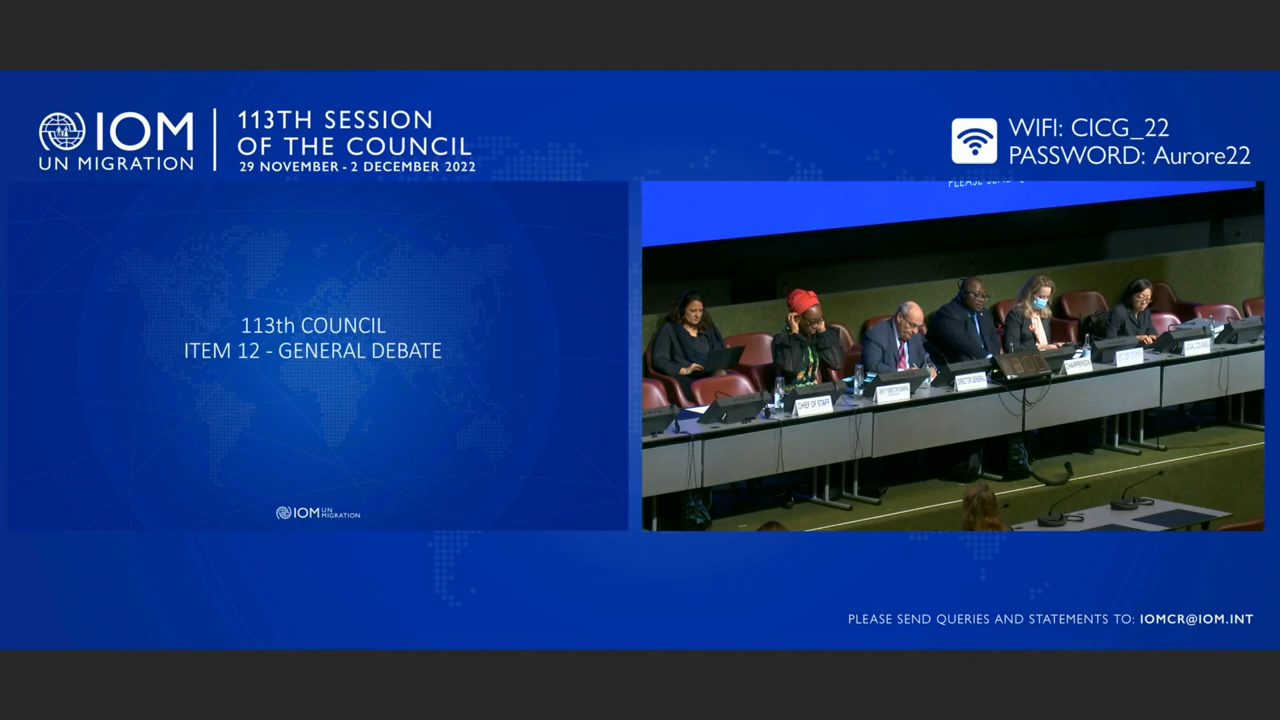 IOM
UN MIGRATION
113TH SESSION
OF THE COUNCIL
29 NOVEMBER - 2 DECEMBER 2022
WIFI: CICG_22
PASSWORD: Aurore22
113th COUNCIL
ITEM 12 - GENERAL DEBATE
IOM UN
MIGRATION
PLEASE
CHIEF OF STAFF
DIRECTOR GENERAL
CHAIRPERSON
PLEASE SEND QUERIES AND STATEMENTS TO: IOMCR@IOM.INT